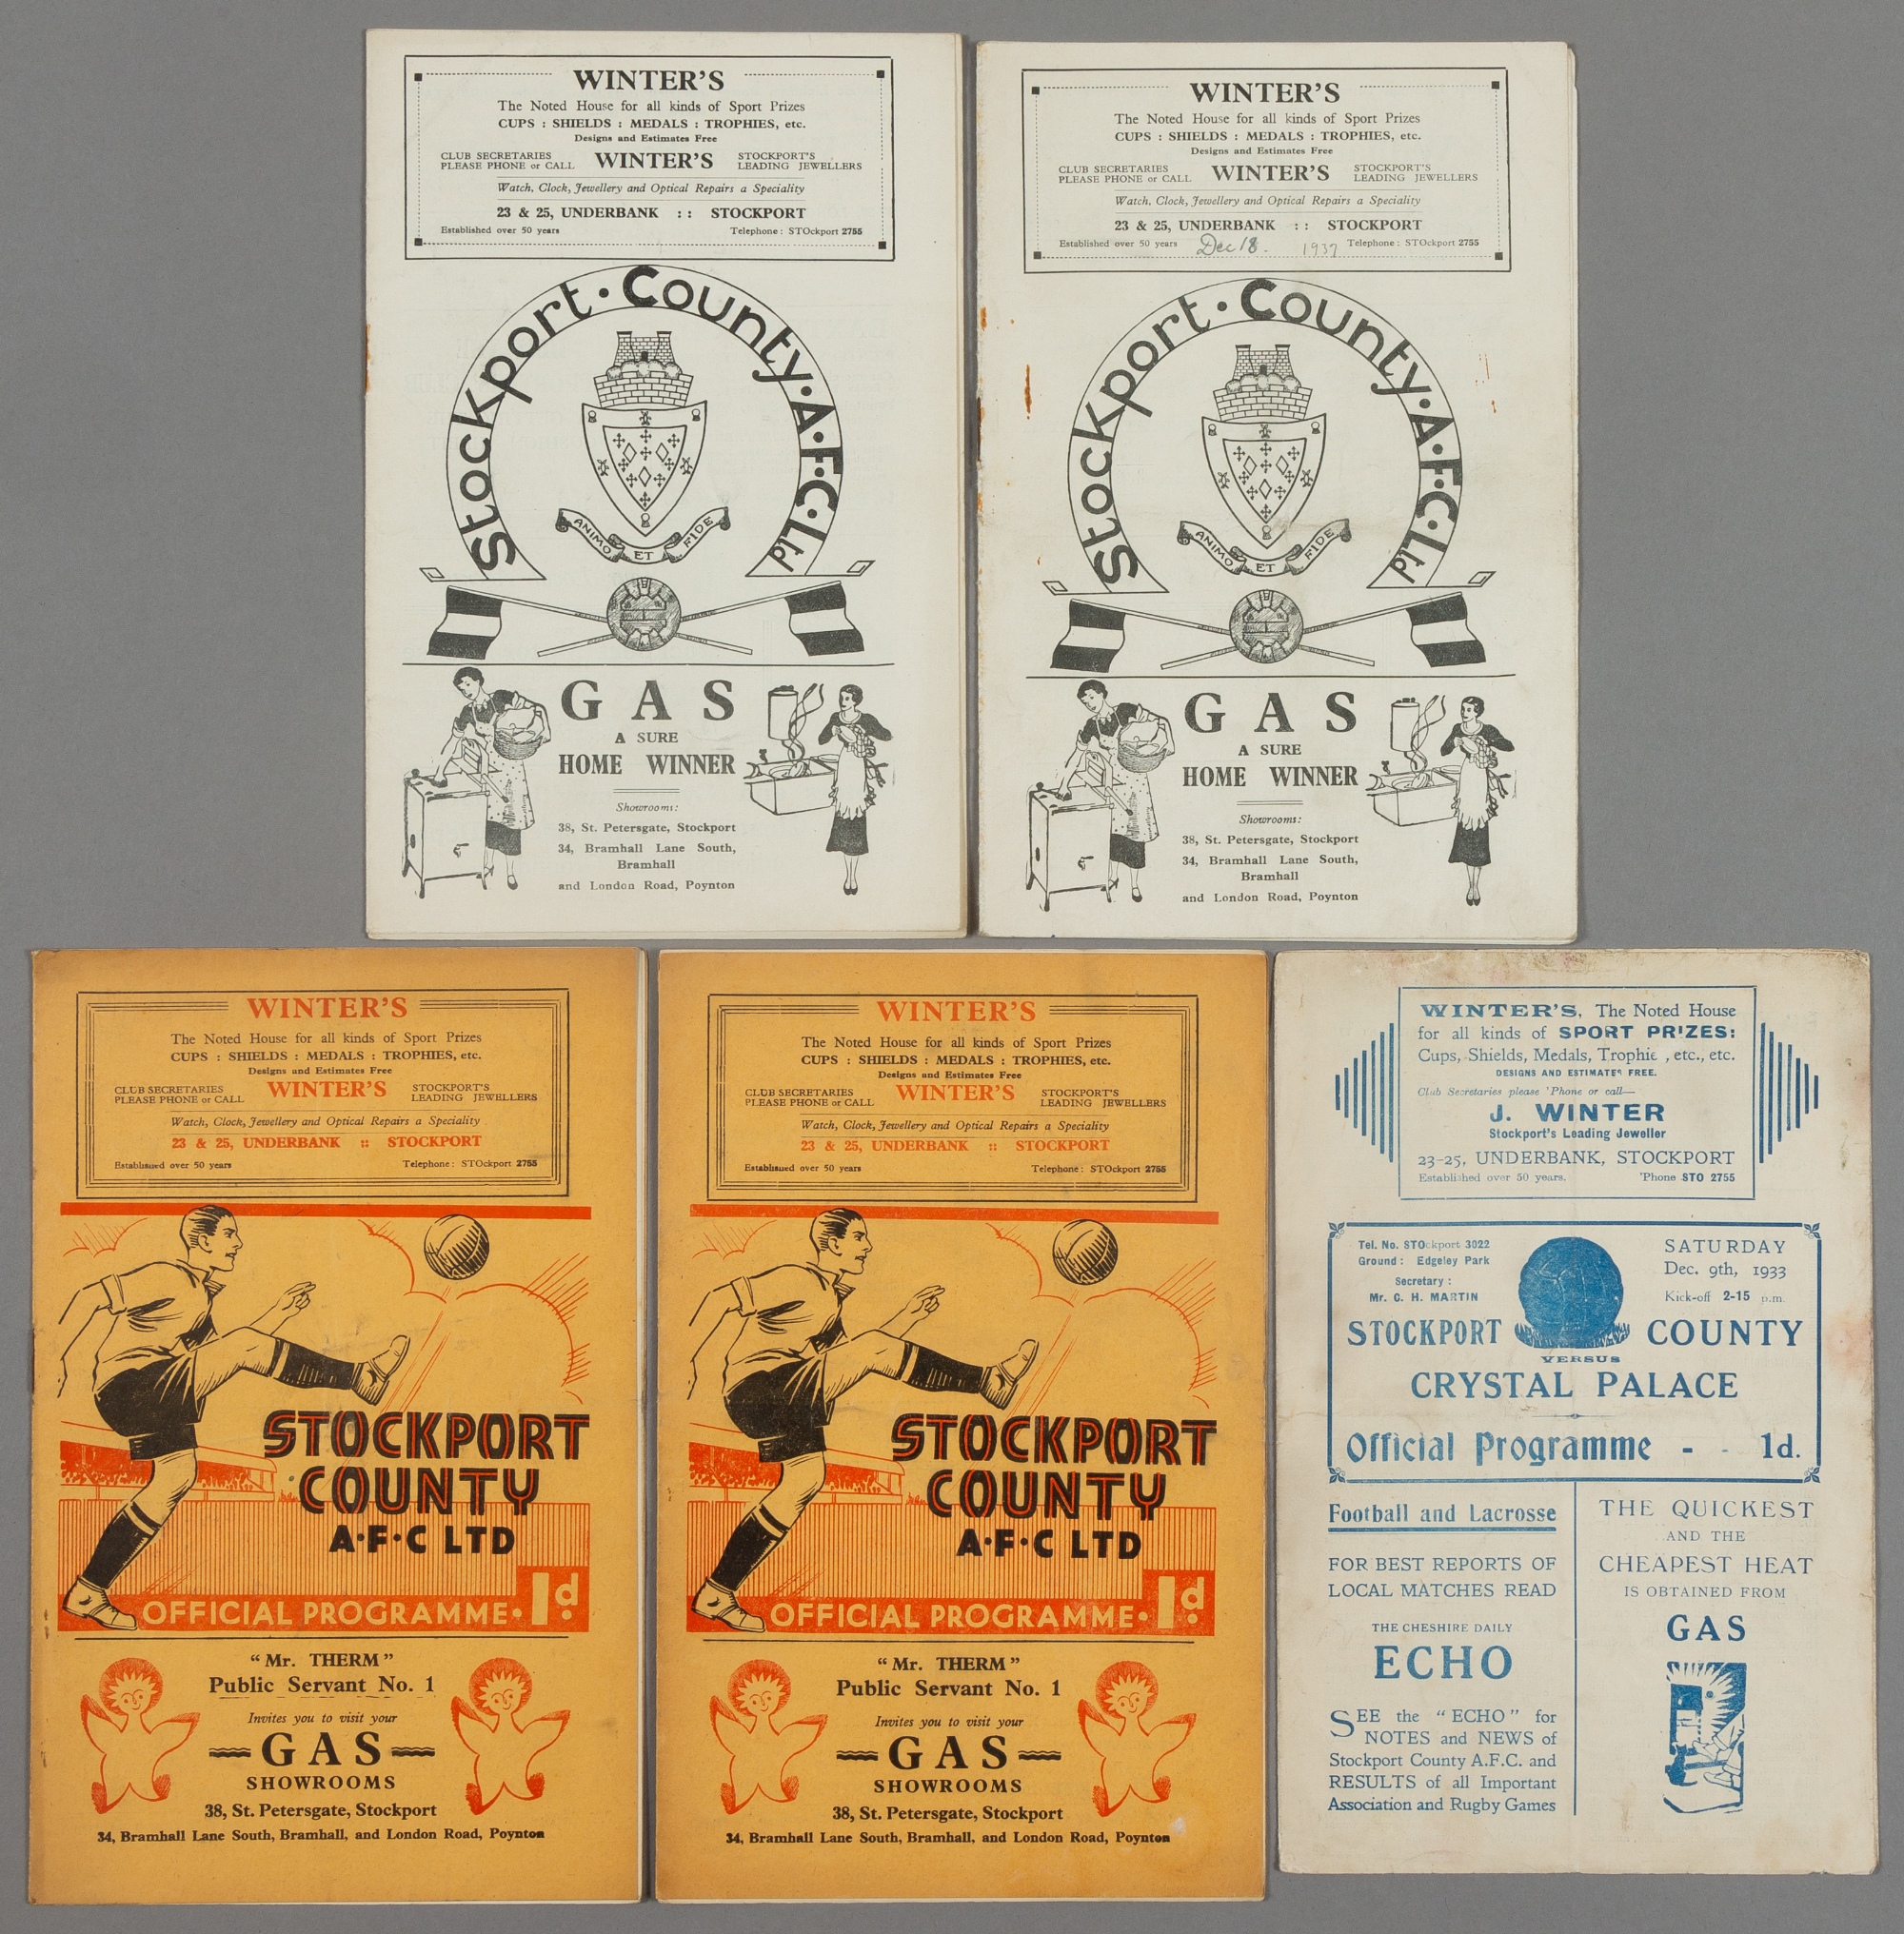 WINTER'S
The Noted House for all kinds of Sport Prizes
CUPS : SHIELDS : MEDALS : TROPHIES, etc.
Designs and Estimates Free
CLUB SECRETARIES
PLEASE PHONE or CALL
WINTER'S
STOCKPORT'S
LEADING JEWELLERS
Watch, Clock, Jewellery and Optical Repairs a Speciality
23 & 25, UNDERBANK :: STOCKPORT
Established over 50 years
Telephone: STOckport 2755
Stockport · County · A·F·C· Ltd
ANIMO ET FIDE
GAS
A SURE
HOME WINNER
Showrooms:
38, St. Petersgate, Stockport
34, Bramhall Lane South,
Bramhall
and London Road, Poynton
WINTER'S
The Noted House for all kinds of Sport Prizes
CUPS : SHIELDS : MEDALS : TROPHIES, etc.
Designs and Estimates Free
CLUB SECRETARIES
PLEASE PHONE or CALL
WINTER'S
STOCKPORT'S
LEADING JEWELLERS
Watch, Clock, Jewellery and Optical Repairs a Speciality
23 & 25, UNDERBANK :: STOCKPORT
Established over 50 years
Dec 18. 1937
Telephone: STOckport 2755
Stockport · County · A·F·C· Ltd
ANIMO ET FIDE
GAS
A SURE
HOME WINNER
Showrooms:
38, St. Petersgate, Stockport
34, Bramhall Lane South,
Bramhall
and London Road, Poynton
WINTER'S
The Noted House for all kinds of Sport Prizes
CUPS : SHIELDS : MEDALS : TROPHIES, etc.
Designs and Estimates Free
CLUB SECRETARIES
PLEASE PHONE or CALL
WINTER'S
STOCKPORT'S
LEADING JEWELLERS
Watch, Clock, Jewellery and Optical Repairs a Speciality
23 & 25, UNDERBANK :: STOCKPORT
Established over 50 years
Telephone: STOckport 2755
STOCKPORT
COUNTY
A·F·C LTD
1d.
OFFICIAL PROGRAMME·
"Mr. THERM"
Public Servant No. 1
Invites you to visit your
GAS
SHOWROOMS
38, St. Petersgate, Stockport
34, Bramhall Lane South, Bramhall, and London Road, Poynton
WINTER'S
The Noted House for all kinds of Sport Prizes
CUPS : SHIELDS : MEDALS : TROPHIES, etc.
Designs and Estimates Free
CLUB SECRETARIES
PLEASE PHONE or CALL
WINTER'S
STOCKPORT'S
LEADING JEWELLERS
Watch, Clock, Jewellery and Optical Repairs a Speciality
23 & 25, UNDERBANK :: STOCKPORT
Established over 50 years
Telephone: STOckport 2755
STOCKPORT
COUNTY
A·F·C LTD
1d.
OFFICIAL PROGRAMME·
"Mr. THERM"
Public Servant No. 1
Invites you to visit your
GAS
SHOWROOMS
38, St. Petersgate, Stockport
34, Bramhall Lane South, Bramhall, and London Road, Poynton
WINTER'S, The Noted House
for all kinds of SPORT PRIZES:
Cups, Shields, Medals, Trophie , etc., etc.
DESIGNS AND ESTIMATES FREE.
Club Secretaries please 'Phone or call—
J. WINTER
Stockport's Leading Jeweller
23-25, UNDERBANK, STOCKPORT
Established over 50 years.
'Phone STO 2755
Tel. No. STOckport 3022
Ground: Edgeley Park
Secretary:
Mr. C. H. MARTIN
SATURDAY
Dec. 9th, 1933
Kick-off 2-15 p.m.
STOCKPORT COUNTY
VERSUS
CRYSTAL PALACE
Official Programme - - 1d.
Football and Lacrosse
FOR BEST REPORTS OF
LOCAL MATCHES READ
THE CHESHIRE DAILY
ECHO
SEE the "ECHO" for
NOTES and NEWS of
Stockport County A.F.C. and
RESULTS of all Important
Association and Rugby Games
THE QUICKEST
AND THE
CHEAPEST HEAT
IS OBTAINED FROM
GAS